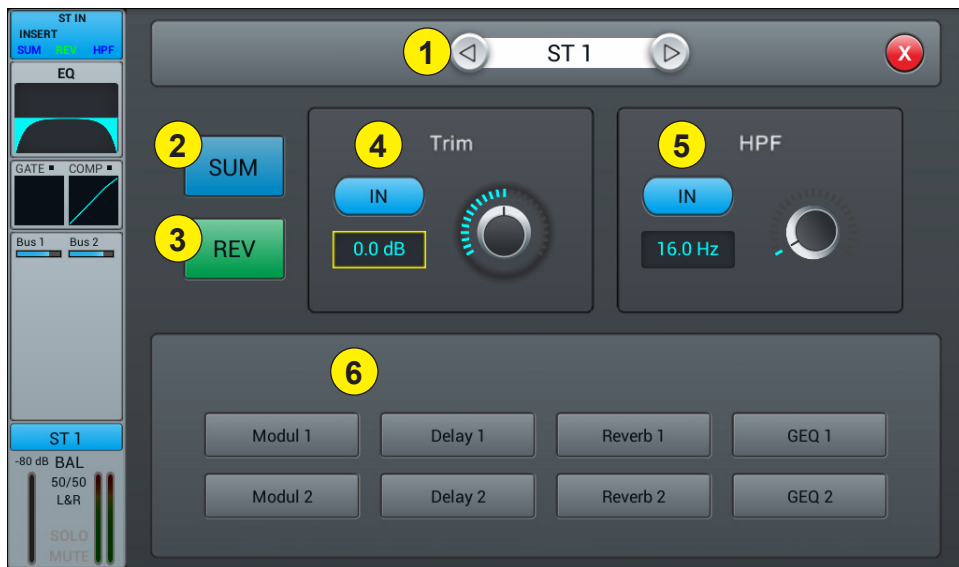 ST IN
INSERT
SUM REV HPF
EQ
GATE COMP
Bus 1 Bus 2
ST 1
-80 dB BAL
50/50
L&R
SOLO
MUTE
1 ST 1 X
2 SUM
3 REV
4 Trim
IN
0.0 dB
5 HPF
IN
16.0 Hz
6
Modul 1 Delay 1 Reverb 1 GEQ 1
Modul 2 Delay 2 Reverb 2 GEQ 2